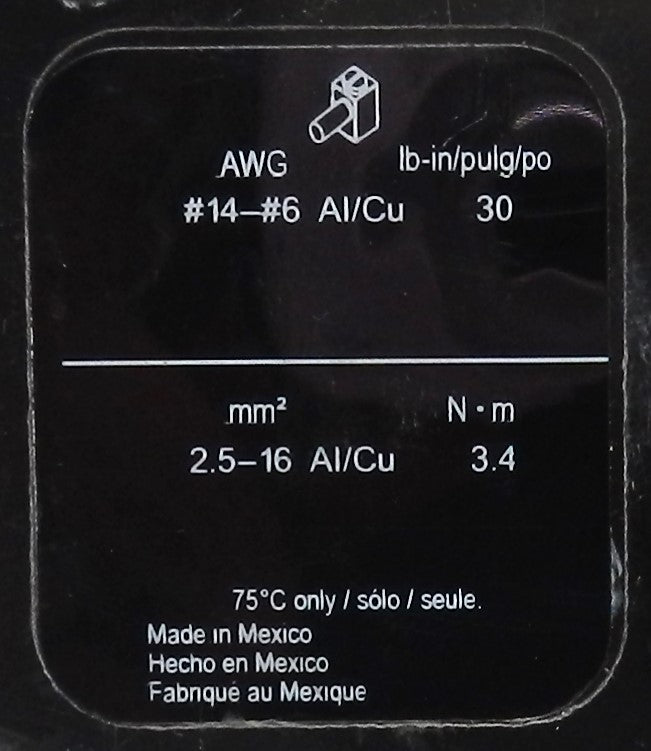 AWG lb-in/pulg/po
#14–#6 Al/Cu 30
mm² N·m
2.5–16 Al/Cu 3.4
75°C only / sólo / seule.
Made in Mexico
Hecho en Mexico
Fabriqué au Mexique